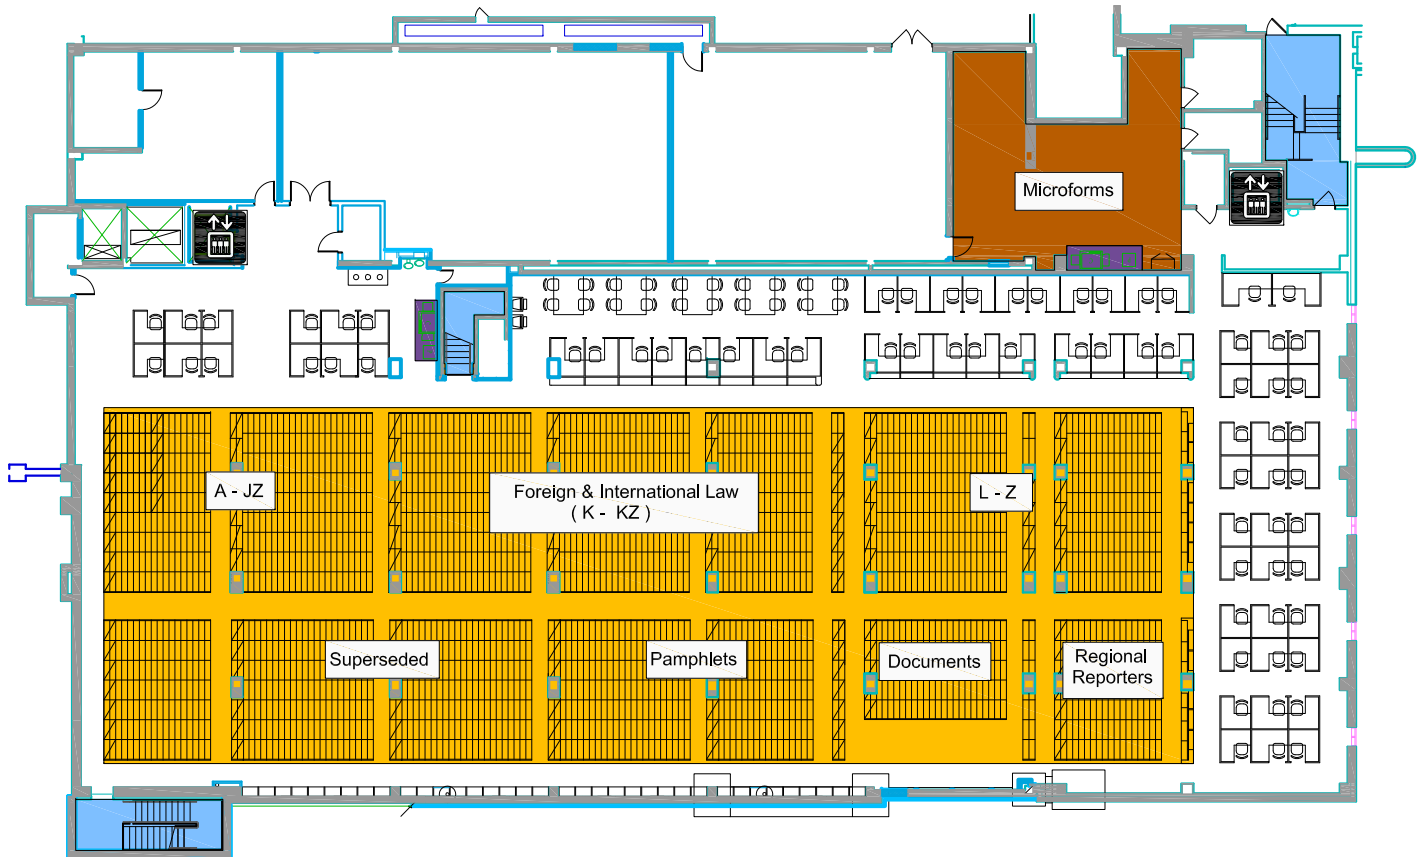 Microforms
A - JZ
Foreign & International Law
( K - KZ )
L - Z
Superseded
Pamphlets
Documents
Regional
Reporters